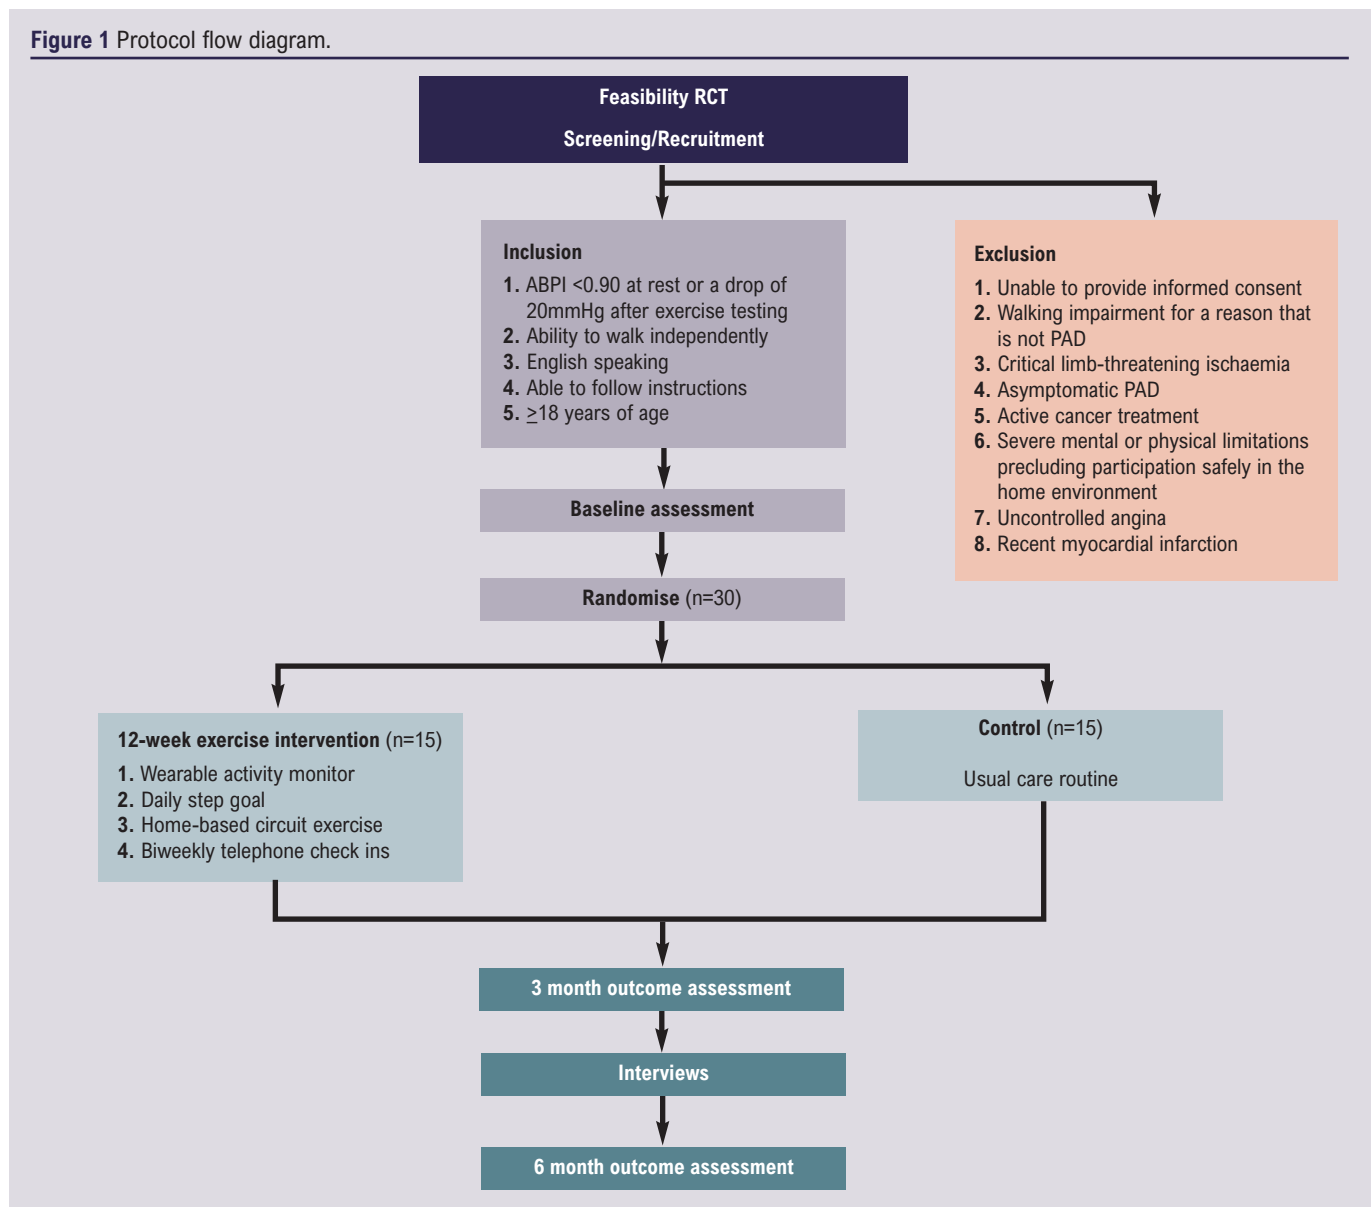 Figure 1 Protocol flow diagram.
Feasibility RCT
Screening/Recruitment
Inclusion
1. ABPI <0.90 at rest or a drop of
20mmHg after exercise testing
2. Ability to walk independently
3. English speaking
4. Able to follow instructions
5. ≥18 years of age
Exclusion
1. Unable to provide informed consent
2. Walking impairment for a reason that
is not PAD
3. Critical limb-threatening ischaemia
4. Asymptomatic PAD
5. Active cancer treatment
6. Severe mental or physical limitations
precluding participation safely in the
home environment
7. Uncontrolled angina
8. Recent myocardial infarction
Baseline assessment
Randomise (n=30)
12-week exercise intervention (n=15)
1. Wearable activity monitor
2. Daily step goal
3. Home-based circuit exercise
4. Biweekly telephone check ins
Control (n=15)
Usual care routine
3 month outcome assessment
Interviews
6 month outcome assessment